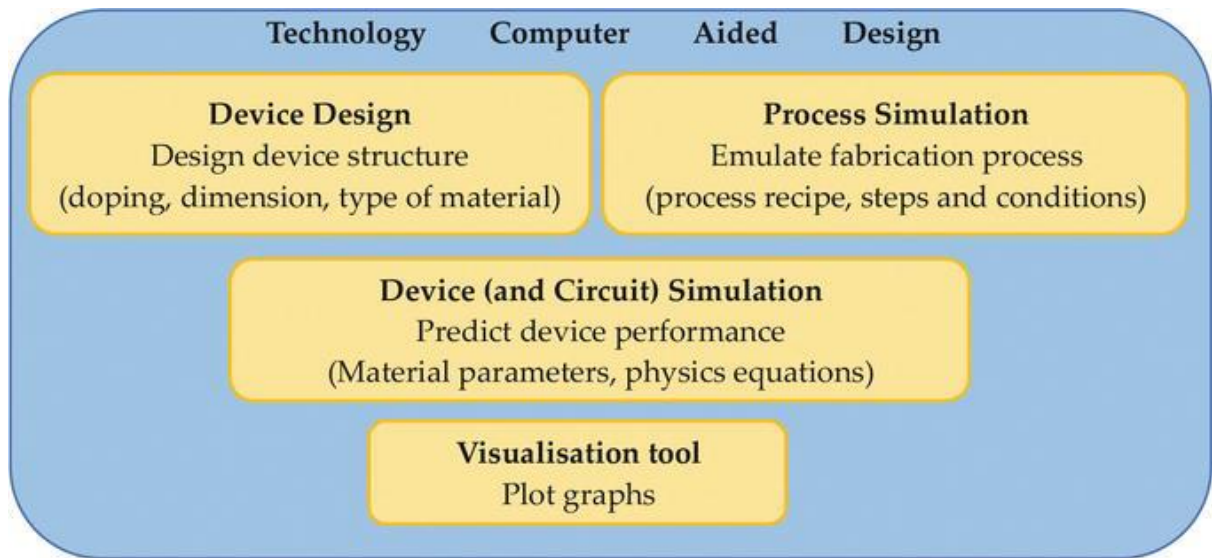 Technology Computer Aided Design
Device Design
Design device structure
(doping, dimension, type of material)
Process Simulation
Emulate fabrication process
(process recipe, steps and conditions)
Device (and Circuit) Simulation
Predict device performance
(Material parameters, physics equations)
Visualisation tool
Plot graphs